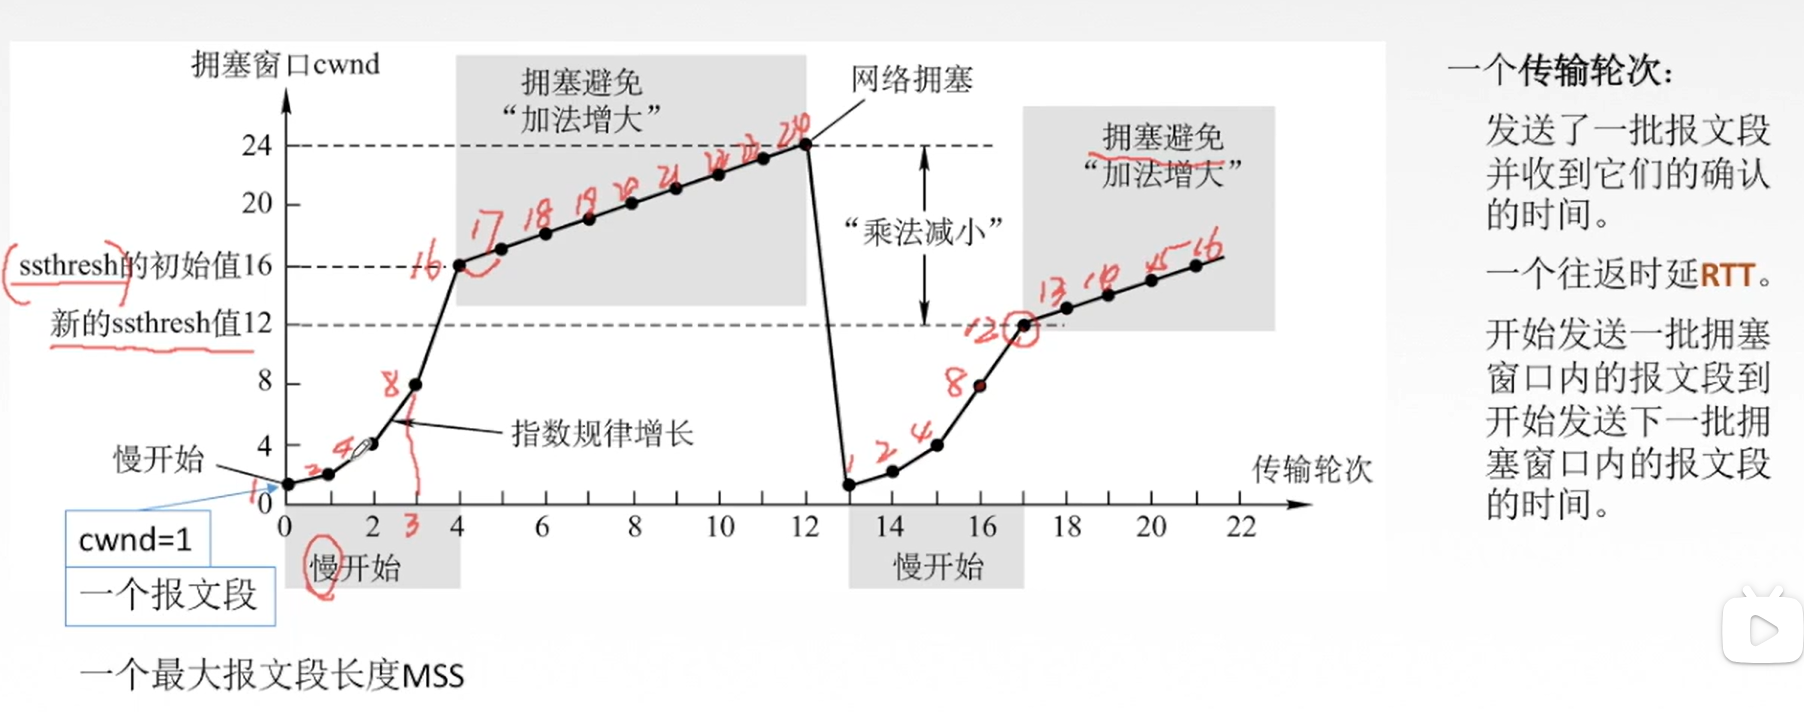 拥塞窗口cwnd
拥塞避免
“加法增大”
网络拥塞
24
20
ssthresh的初始值16
新的ssthresh值12
8
4
0
慢开始
cwnd=1
一个报文段
一个最大报文段长度MSS
指数规律增长
“乘法减小”
拥塞避免
“加法增大”
传输轮次
0 2 3 4 6 8 10 12 14 16 18 20 22
慢开始
慢开始
1 2 4 8 16 17 18 19 20 21 22 23 24
1 2 4 8 12 13 14 15 16
一个传输轮次：
发送了一批报文段
并收到它们的确认
的时间。
一个往返时延RTT。
开始发送一批拥塞
窗口内的报文段到
开始发送下一批拥
塞窗口内的报文段
的时间。